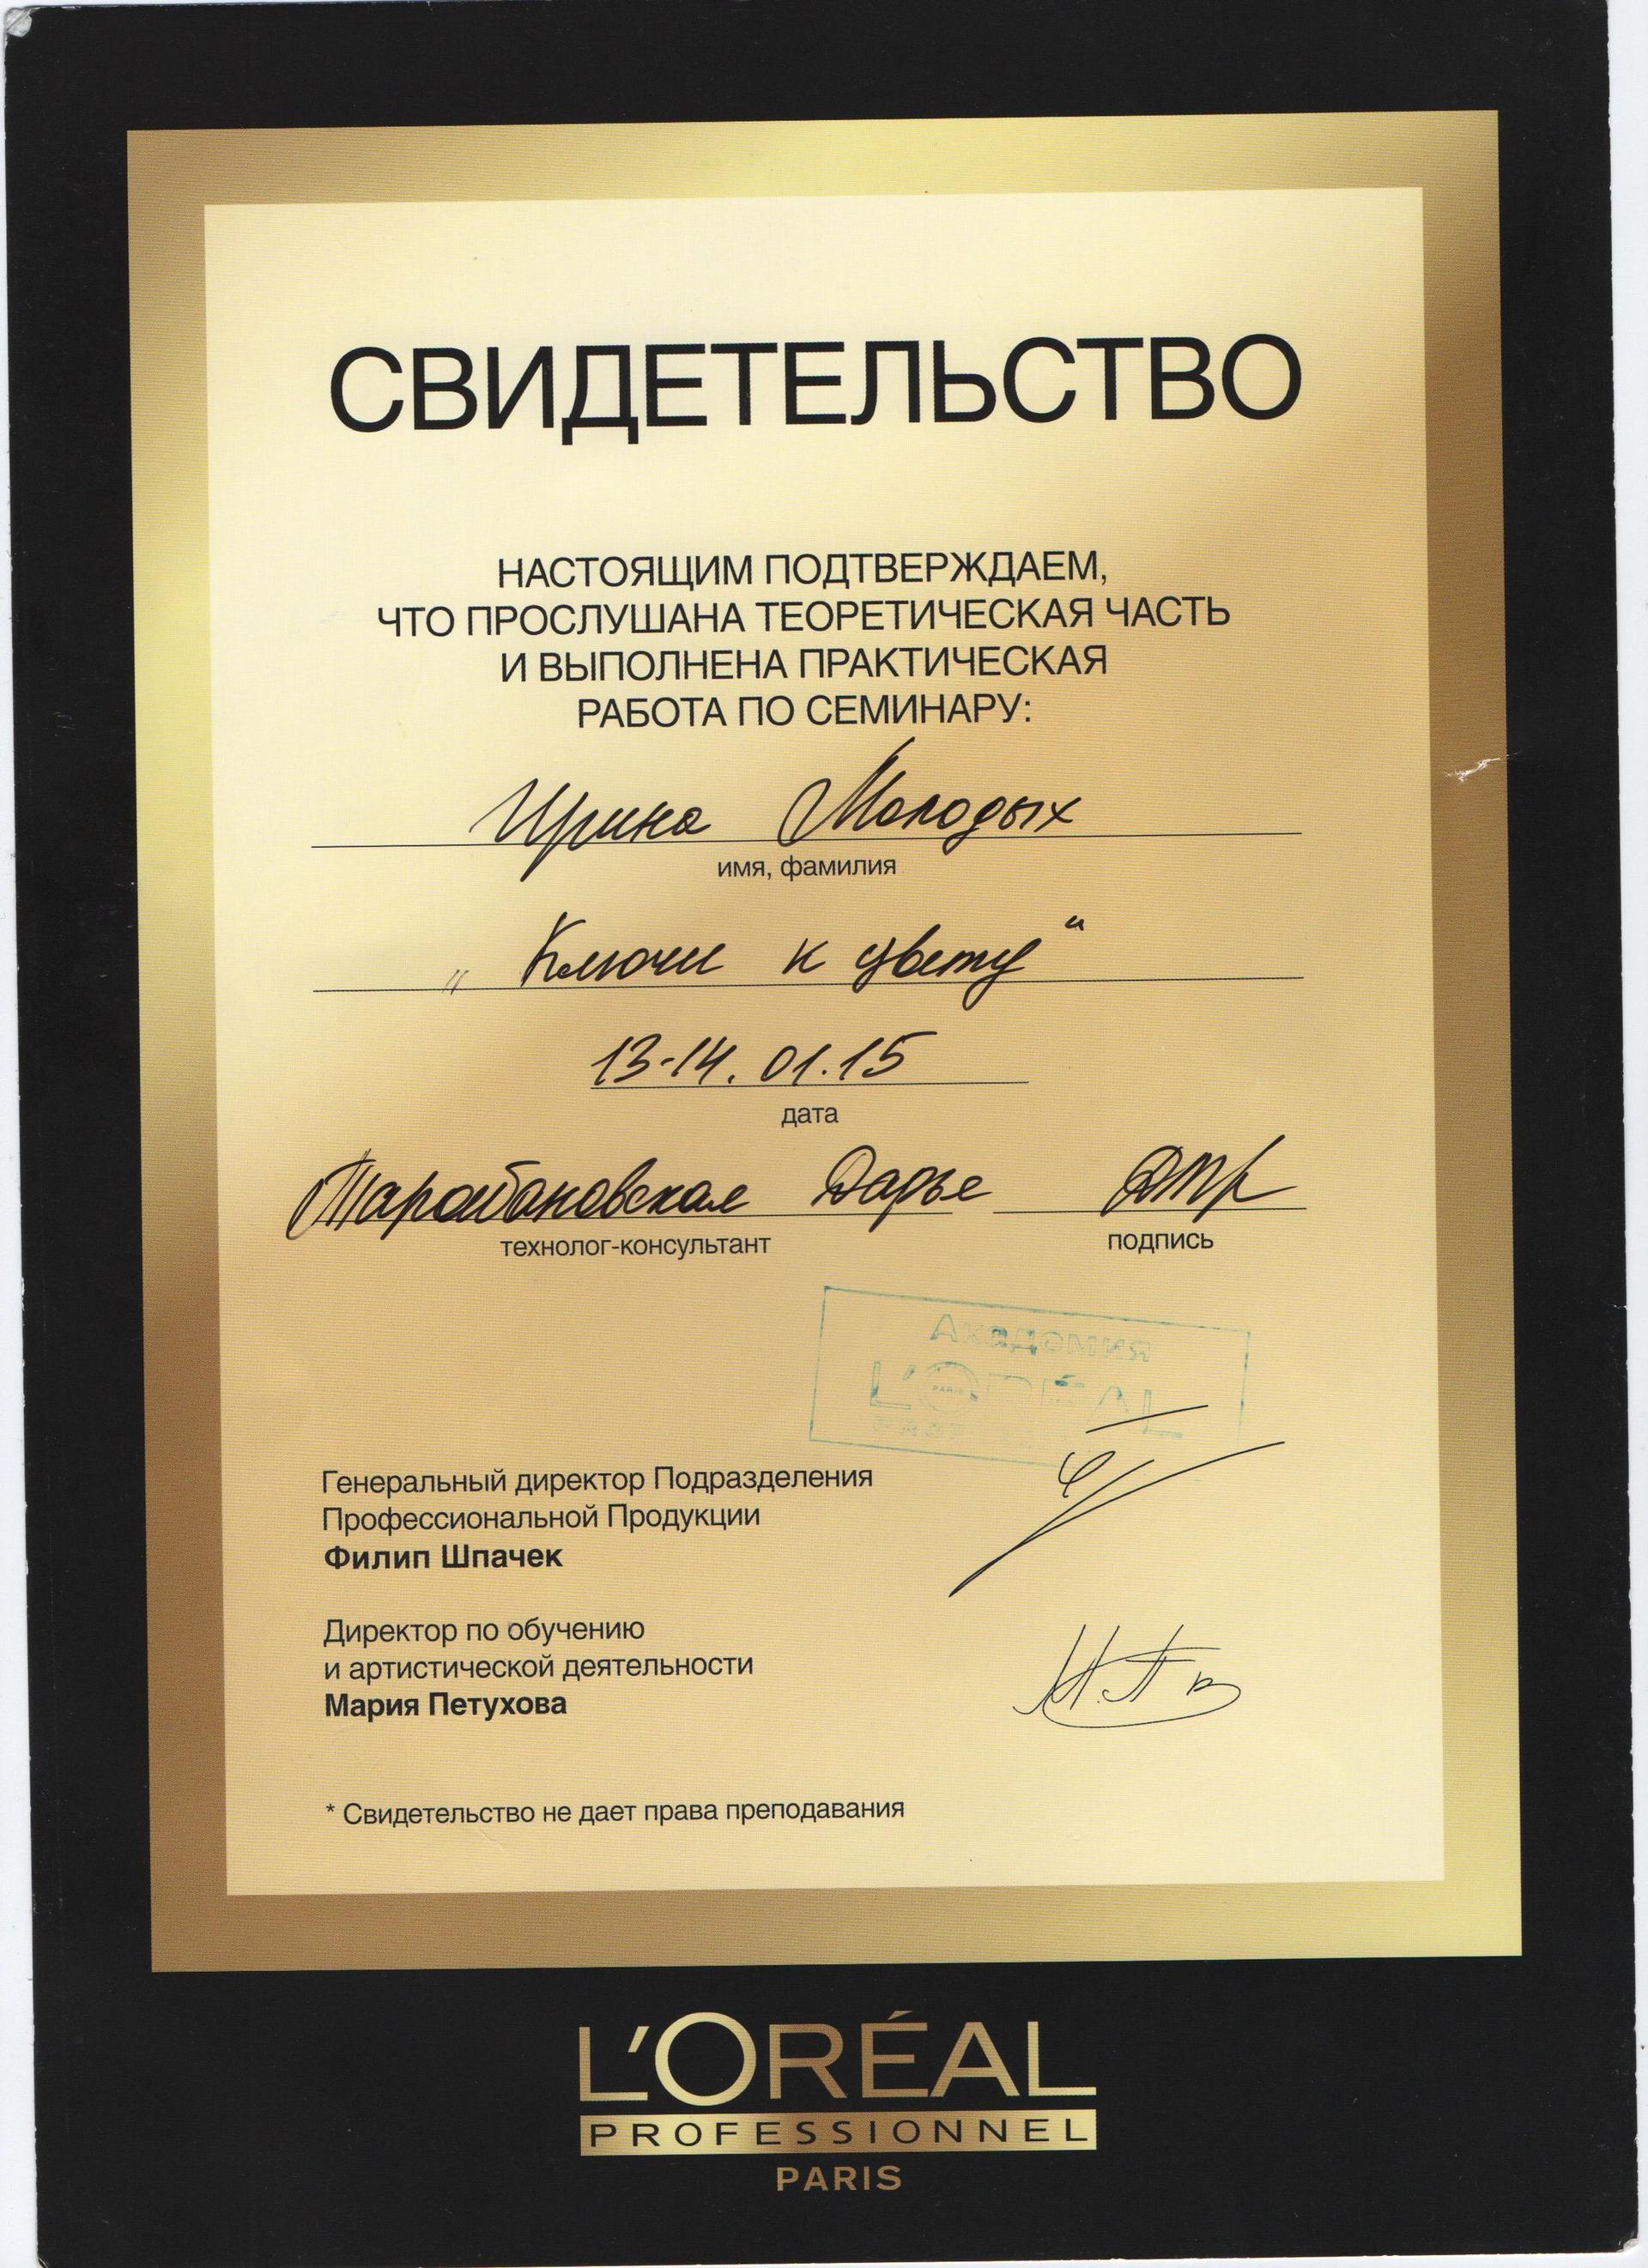 СВИДЕТЕЛЬСТВО
НАСТОЯЩИМ ПОДТВЕРЖДАЕМ,
ЧТО ПРОСЛУШАНА ТЕОРЕТИЧЕСКАЯ ЧАСТЬ
И ВЫПОЛНЕНА ПРАКТИЧЕСКАЯ
РАБОТА ПО СЕМИНАРУ:
Ирина Молодых
имя, фамилия
„Ключи к цвету“
13-14.01.15
дата
Дарья
технолог-консультант подпись
АКАДЕМИЯ
L'ORÉAL
PARIS
Генеральный директор Подразделения
Профессиональной Продукции
Филип Шпачек
Директор по обучению
и артистической деятельности
Мария Петухова
* Свидетельство не дает права преподавания
L'ORÉAL
PROFESSIONNEL
PARIS